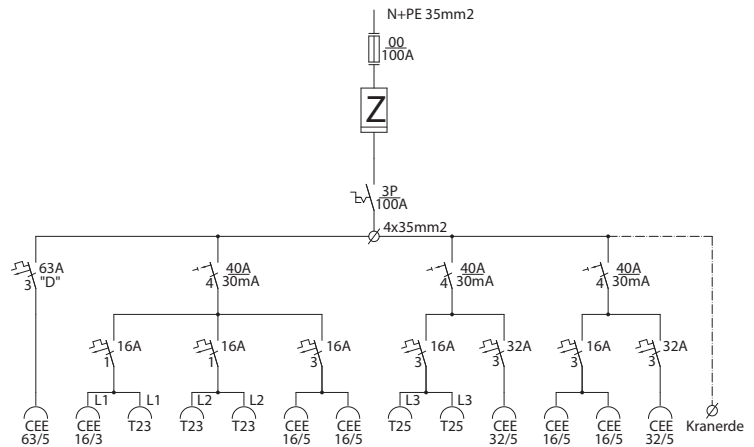 N+PE 35mm2
00
100A
Z
3P
100A
4x35mm2
63A
"D"
3
40A
30mA
4
40A
30mA
4
40A
30mA
4
16A
1
16A
1
16A
3
16A
3
32A
3
16A
3
32A
3
L1
L1
L2
L2
L3
L3
CEE
63/5
CEE
16/3
T23
T23
T23
CEE
16/5
CEE
16/5
T25
T25
CEE
32/5
CEE
16/5
CEE
16/5
CEE
32/5
Kranerde